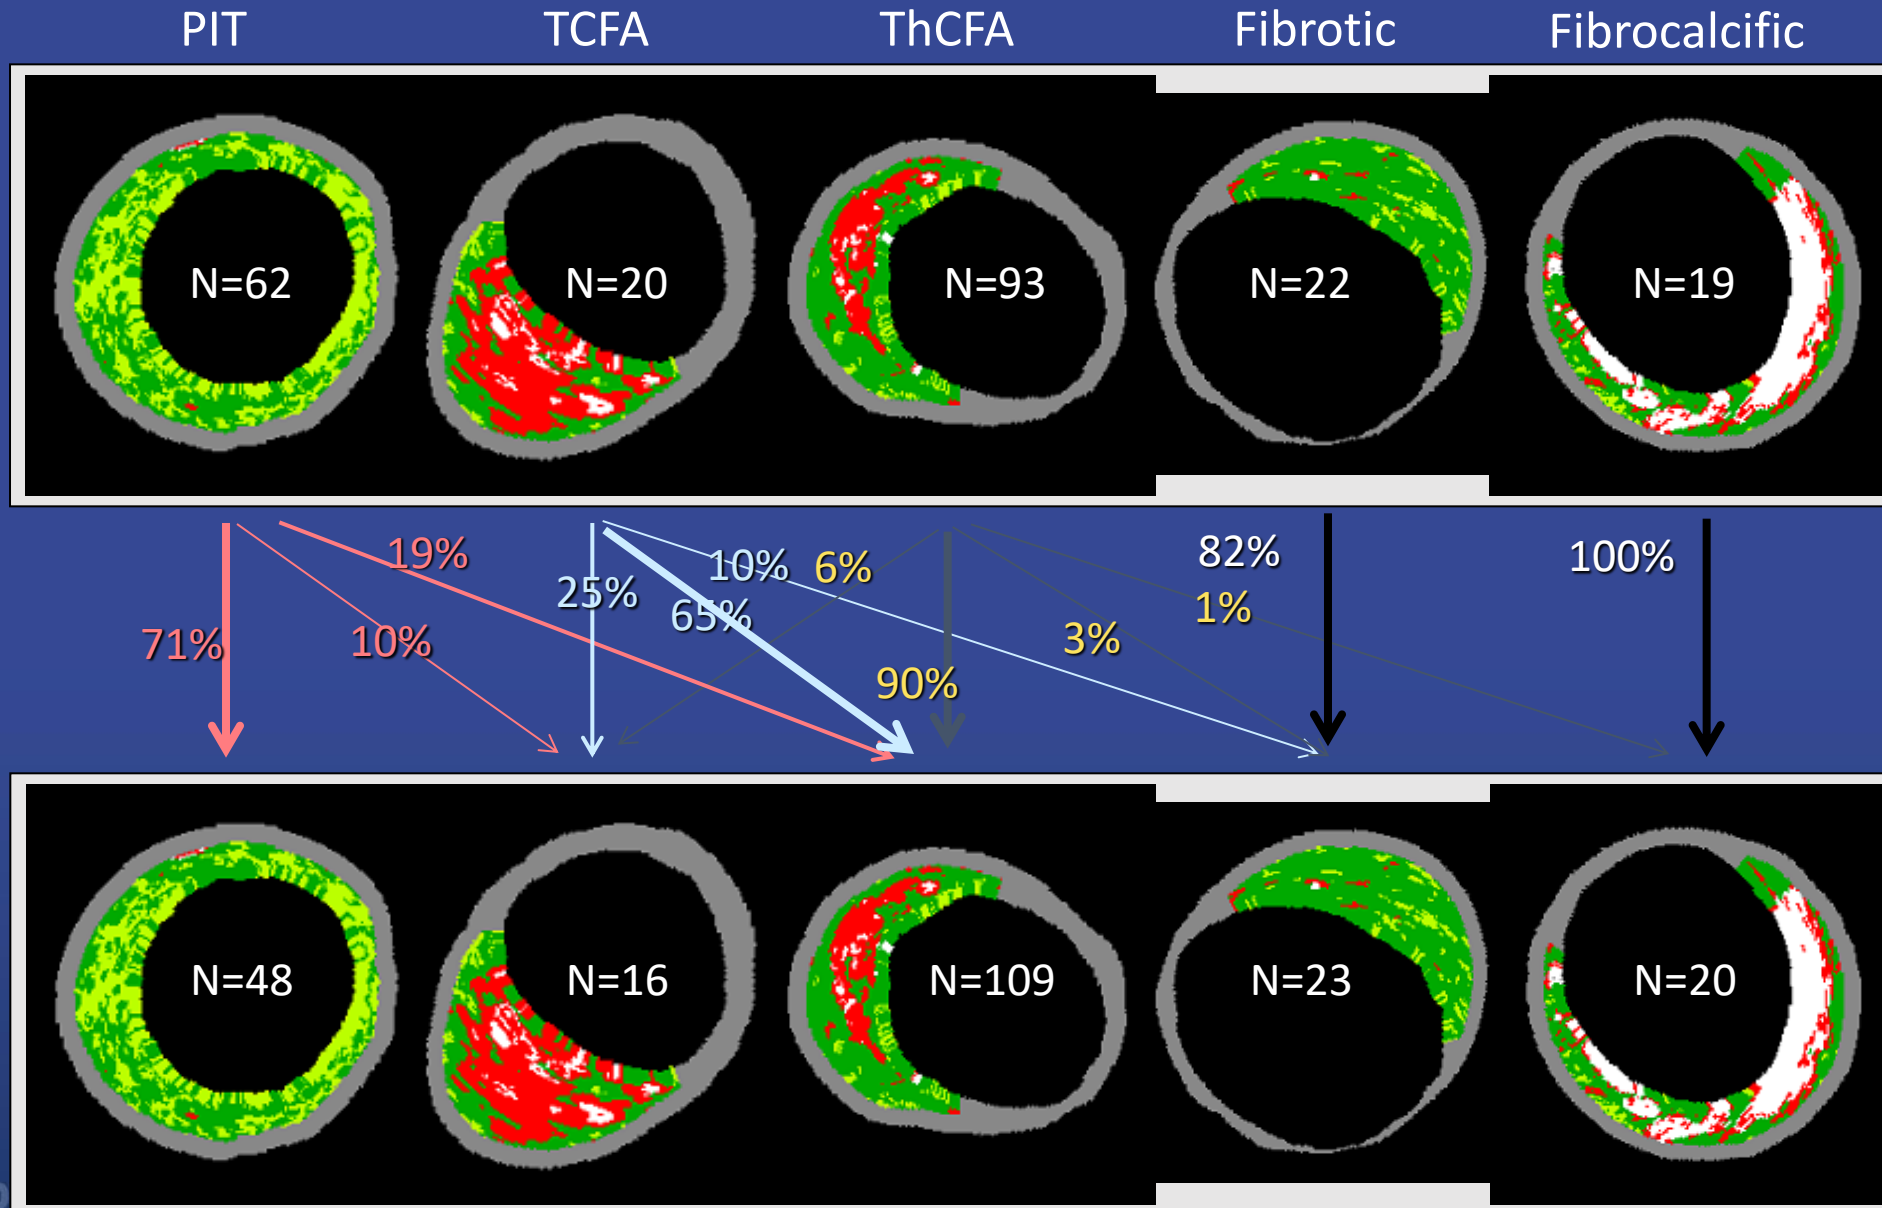 PIT TCFA ThCFA Fibrotic Fibrocalcific
N=62 N=20 N=93 N=22 N=19
19% 10% 6% 82% 100%
25% 65% 1%
71% 10% 3%
90%
N=48 N=16 N=109 N=23 N=20